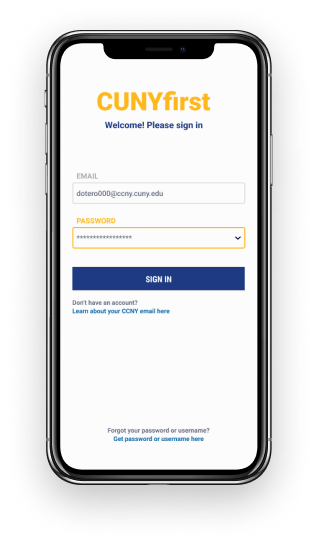 CUNYfirst
Welcome! Please sign in
EMAIL
dotero000@ccny.cuny.edu
PASSWORD
*****************
SIGN IN
Don't have an account?
Learn about your CCNY email here
Forgot your password or username?
Get password or username here